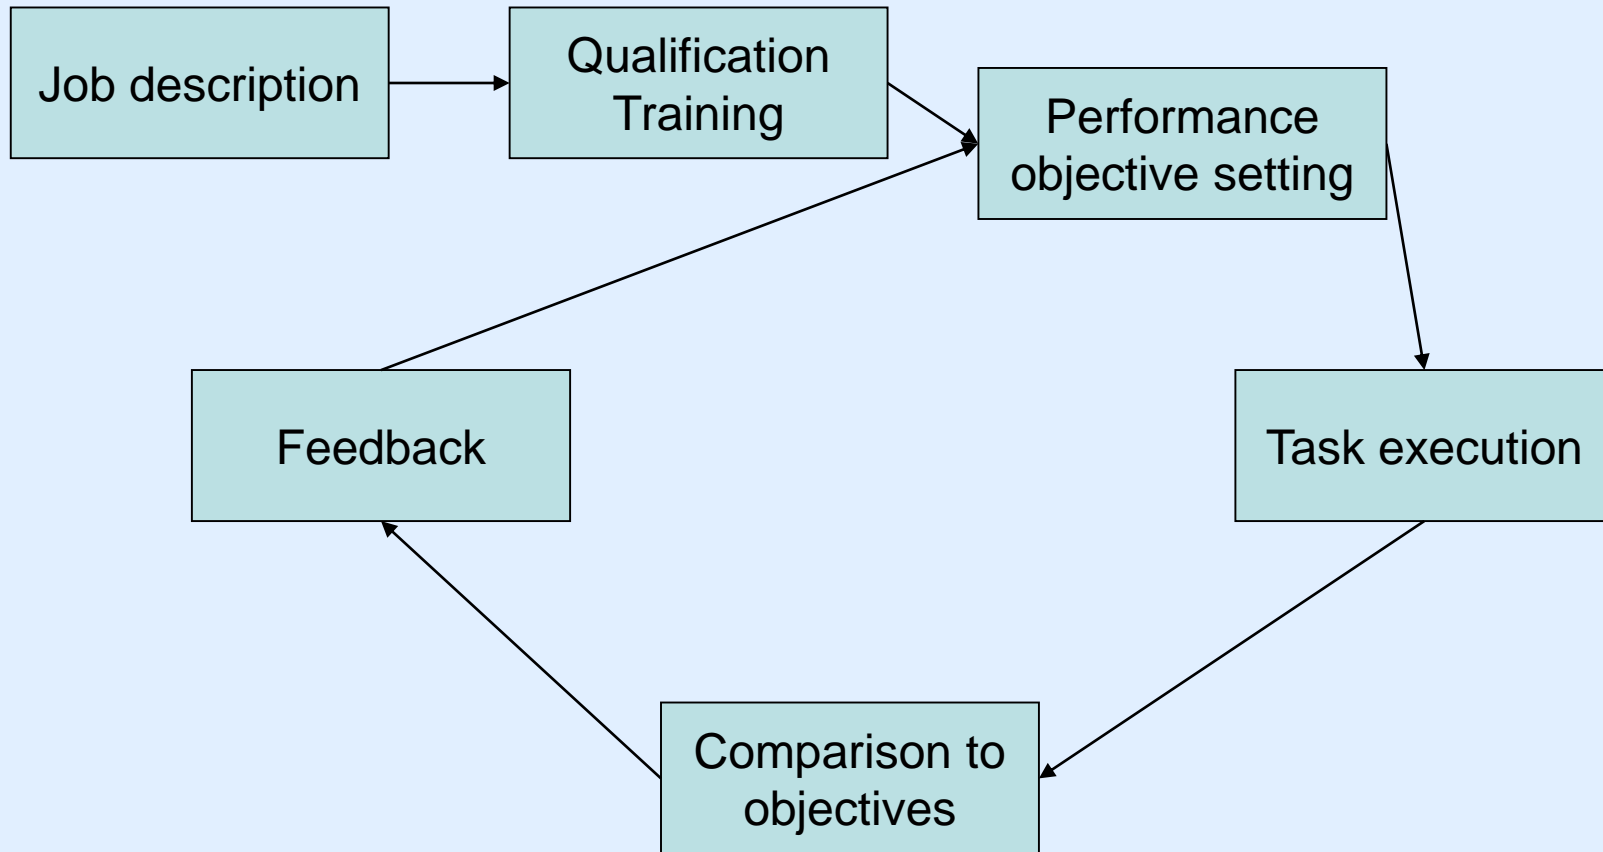 Job description
Qualification
Training
Performance
objective setting
Feedback
Task execution
Comparison to
objectives